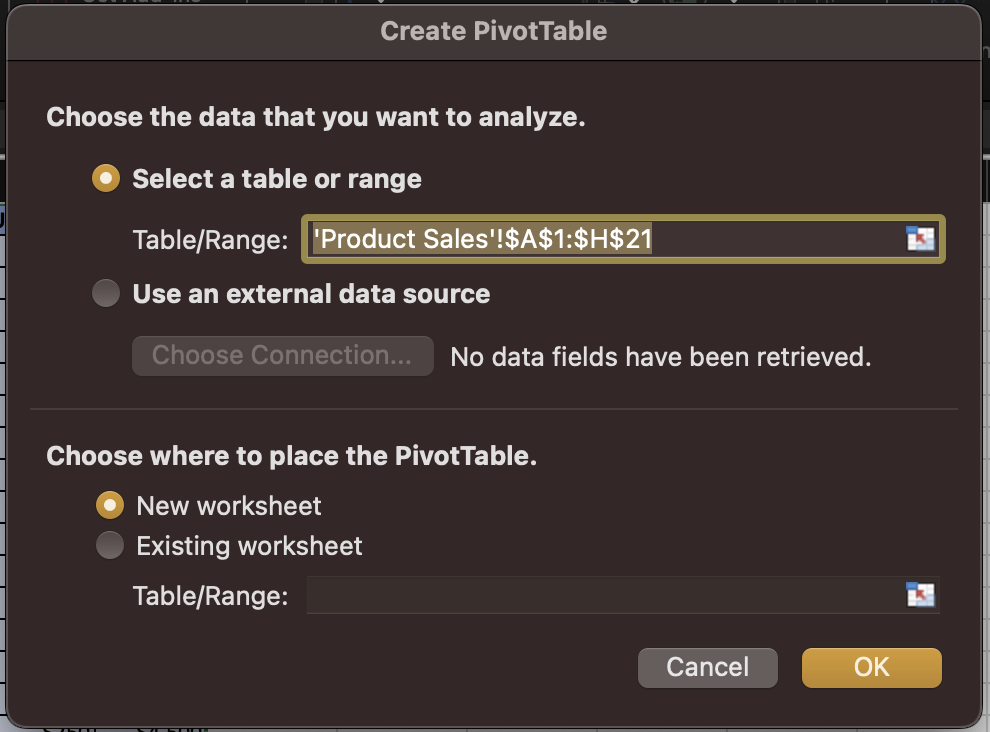 Create PivotTable
Choose the data that you want to analyze.
Select a table or range
Table/Range: 'Product Sales'!$A$1:$H$21
Use an external data source
Choose Connection... No data fields have been retrieved.
Choose where to place the PivotTable.
New worksheet
Existing worksheet
Table/Range:
Cancel OK